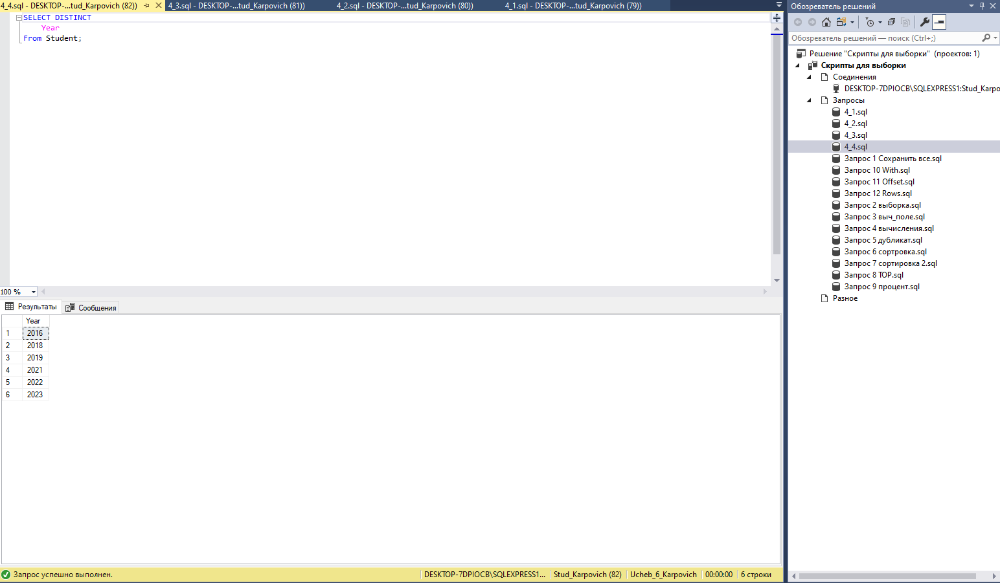 4_4.sql - DESKTOP-...tud_Karpovich (82))
4_3.sql - DESKTOP-...tud_Karpovich (81))
4_2.sql - DESKTOP-...tud_Karpovich (80))
4_1.sql - DESKTOP-...tud_Karpovich (79))
SELECT DISTINCT
Year
From Student;
100 %
Результаты
Сообщения
Year
1 2016
2 2018
3 2019
4 2021
5 2022
6 2023
Запрос успешно выполнен.
DESKTOP-7DPIOCB\SQLEXPRESS1...
Stud_Karpovich (82)
Ucheb_6_Karpovich
00:00:00
6 строки
Обозреватель решений
Обозреватель решений — поиск (Ctrl+;)
Решение "Скрипты для выборки" (проектов: 1)
Скрипты для выборки
Соединения
DESKTOP-7DPIOCB\SQLEXPRESS1:Stud_Karpo
Запросы
4_1.sql
4_2.sql
4_3.sql
4_4.sql
Запрос 1 Сохранить все.sql
Запрос 10 With.sql
Запрос 11 Offset.sql
Запрос 12 Rows.sql
Запрос 2 выборка.sql
Запрос 3 выч_поле.sql
Запрос 4 вычисления.sql
Запрос 5 дубликат.sql
Запрос 6 сортровка.sql
Запрос 7 сортировка 2.sql
Запрос 8 TOP.sql
Запрос 9 процент.sql
Разное